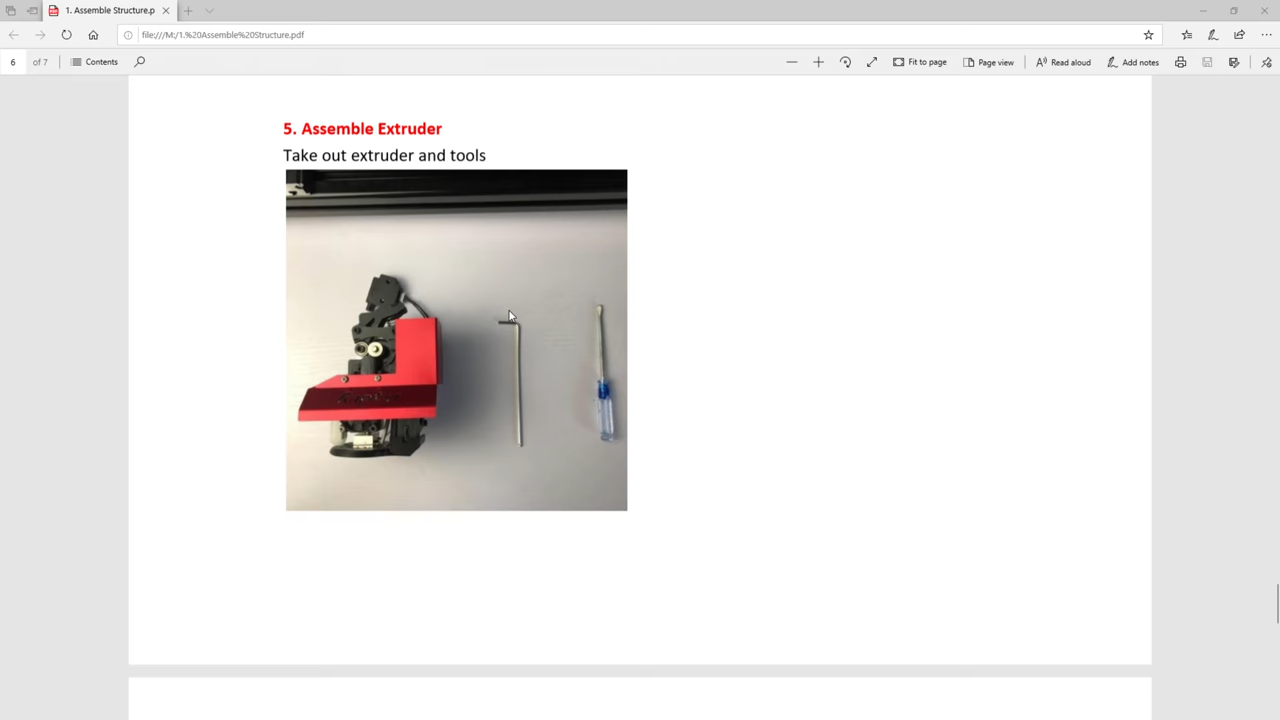 1. Assemble Structure.p
file:///M:/1.%20Assemble%20Structure.pdf
6 of 7 Contents Fit to page Page view Read aloud Add notes
5. Assemble Extruder
Take out extruder and tools